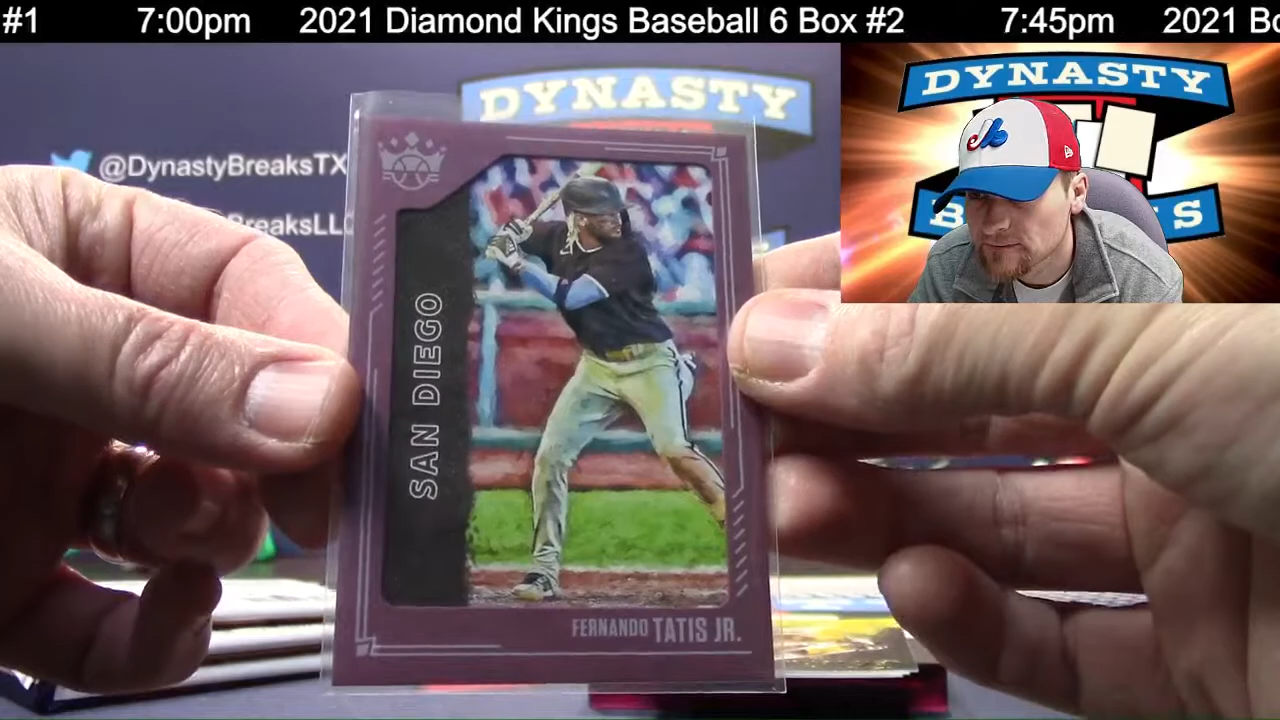 #1 7:00pm 2021 Diamond Kings Baseball 6 Box #2 7:45pm 2021 Bo
DYNASTY
@DynastyBreaksTX
BreaksLLC
SAN DIEGO
FERNANDO TATIS JR.
DYNASTY